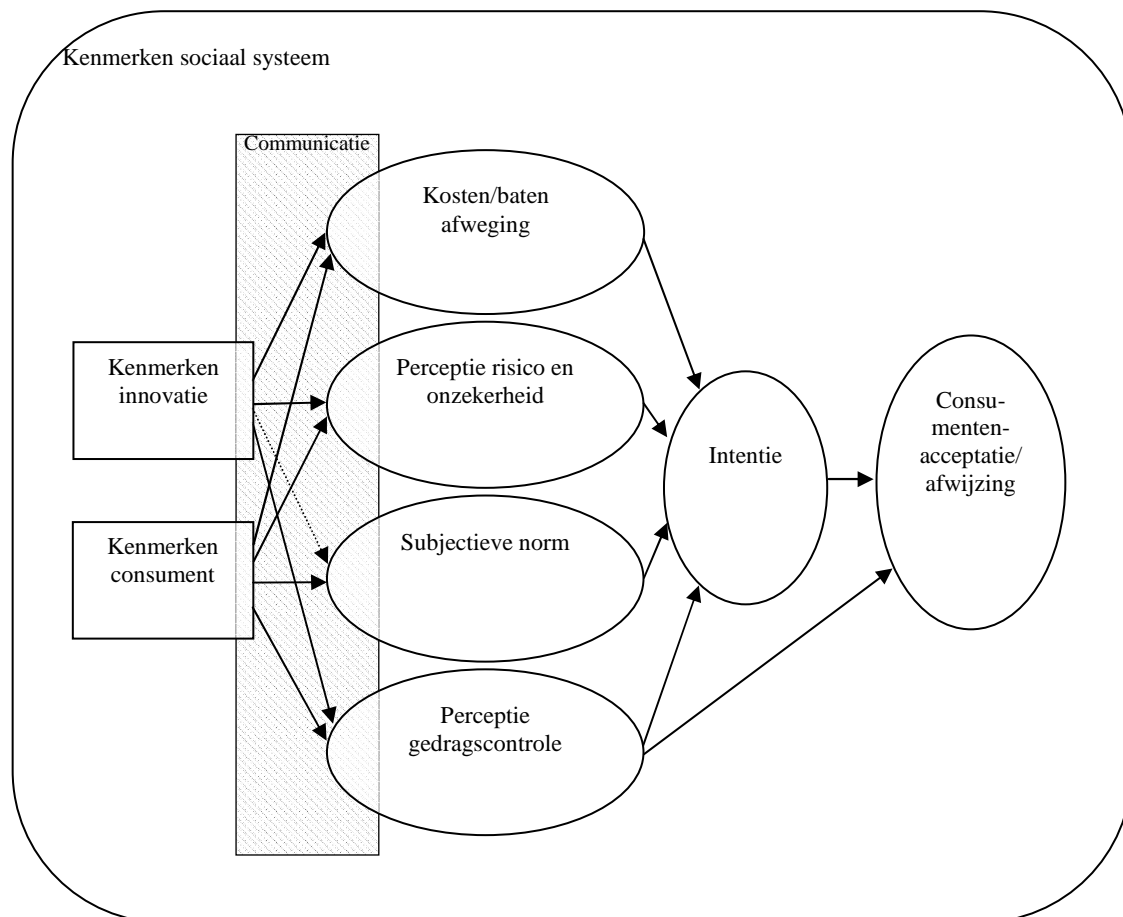 Kenmerken sociaal systeem
Communicatie
Kosten/baten
afweging
Kenmerken
innovatie
Perceptie risico en
onzekerheid
Consu-
menten-
acceptatie/
afwijzing
Intentie
Kenmerken
consument
Subjectieve norm
Perceptie
gedragscontrole